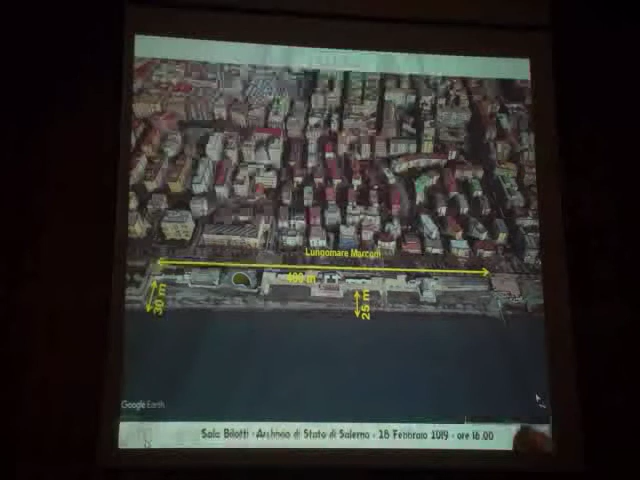 Lungomare Marconi
400 m
30 m
25 m
Google Earth
Sala Bilotti - Archivio di Stato di Salerno - 28 Febbraio 2019 - ore 16.00